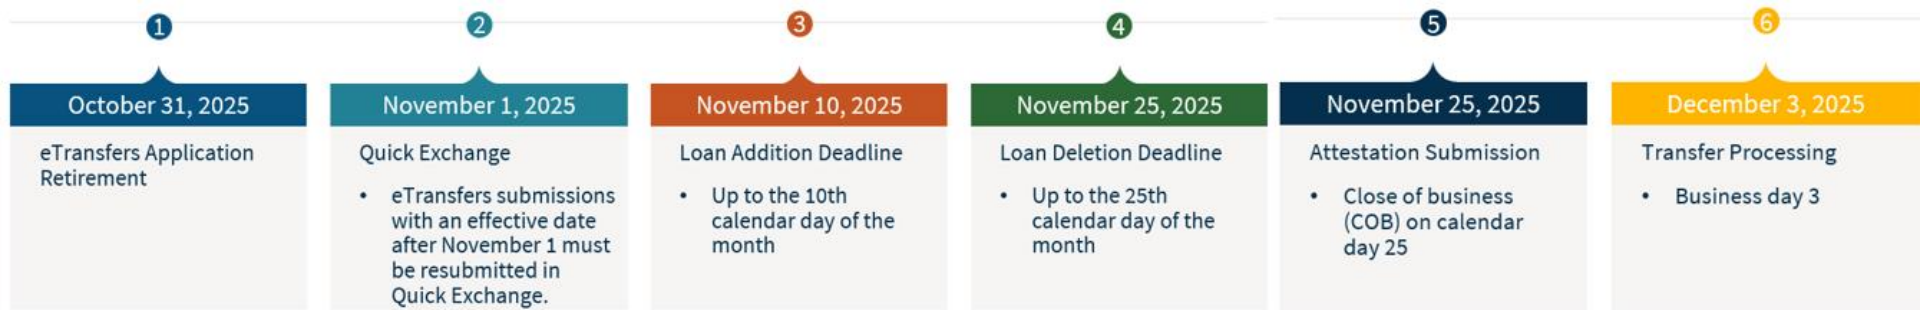 1
October 31, 2025
eTransfers Application
Retirement
2
November 1, 2025
Quick Exchange
• eTransfers submissions
with an effective date
after November 1 must
be resubmitted in
Quick Exchange.
3
November 10, 2025
Loan Addition Deadline
• Up to the 10th
calendar day of the
month
4
November 25, 2025
Loan Deletion Deadline
• Up to the 25th
calendar day of the
month
5
November 25, 2025
Attestation Submission
• Close of business
(COB) on calendar
day 25
6
December 3, 2025
Transfer Processing
• Business day 3